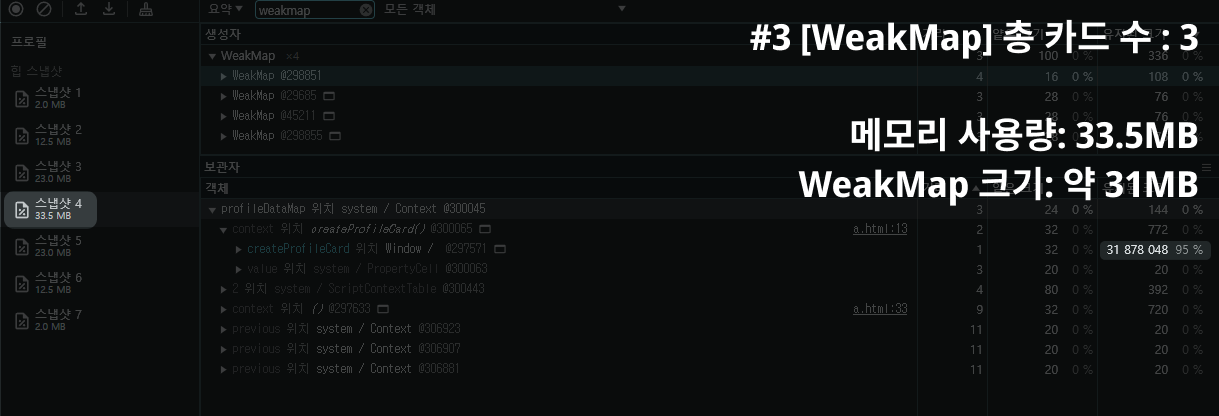 요약 weakmap 모든 객체
#3 [WeakMap] 총 카드 수 : 3
메모리 사용량: 33.5MB
WeakMap 크기: 약 31MB
프로필
힙 스냅샷
스냅샷 1
2.0 MB
스냅샷 2
12.5 MB
스냅샷 3
23.0 MB
스냅샷 4
33.5 MB
스냅샷 5
23.0 MB
스냅샷 6
12.5 MB
스냅샷 7
2.0 MB
생성자
WeakMap ×4 3 100 0 % 336 0 %
WeakMap @298851 4 16 0 % 108 0 %
WeakMap @29685 3 28 0 % 76 0 %
WeakMap @45211 3 28 0 % 76 0 %
WeakMap @298855 3 28 0 % 76 0 %
보관자
객체
profileDataMap 위치 system / Context @300045 3 24 0 % 144 0 %
context 위치 createProfileCard() @300065 a.html:13 2 32 0 % 772 0 %
createProfileCard 위치 Window / @297571 1 32 0 % 31 878 048 95 %
value 위치 system / PropertyCell @300063 3 20 0 % 20 0 %
2 위치 system / ScriptContextTable @300443 4 80 0 % 392 0 %
context 위치 () @297633 a.html:33 9 32 0 % 720 0 %
previous 위치 system / Context @306923 11 20 0 % 20 0 %
previous 위치 system / Context @306907 11 20 0 % 20 0 %
previous 위치 system / Context @306881 11 20 0 % 20 0 %